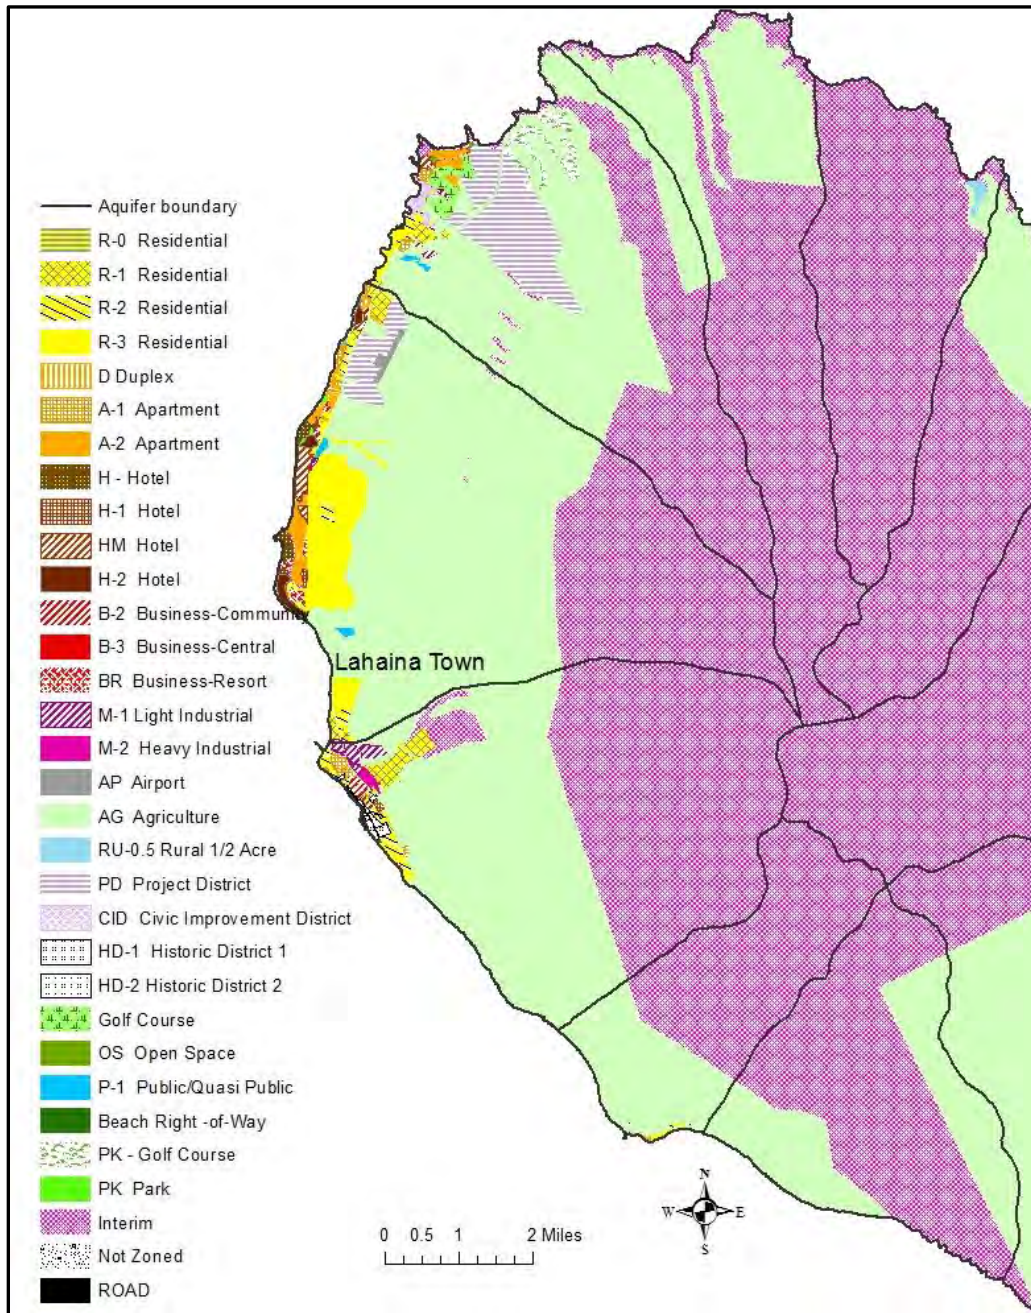 Aquifer boundary
R-0 Residential
R-1 Residential
R-2 Residential
R-3 Residential
D Duplex
A-1 Apartment
A-2 Apartment
H - Hotel
H-1 Hotel
HM Hotel
H-2 Hotel
B-2 Business-Community
B-3 Business-Central
Lahaina Town
BR Business-Resort
M-1 Light Industrial
M-2 Heavy Industrial
AP Airport
AG Agriculture
RU-0.5 Rural 1/2 Acre
PD Project District
CID Civic Improvement District
HD-1 Historic District 1
HD-2 Historic District 2
Golf Course
OS Open Space
P-1 Public/Quasi Public
Beach Right -of-Way
PK - Golf Course
PK Park
Interim
Not Zoned
ROAD
N
W E
S
0 0.5 1 2 Miles